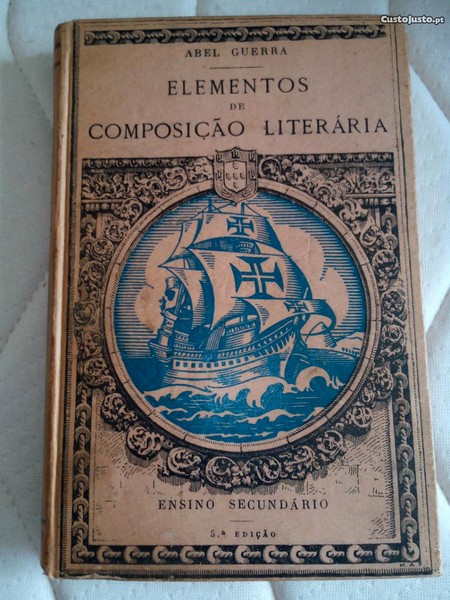 CustoJusto.pt
ABEL GUERRA
ELEMENTOS
DE
COMPOSIÇÃO LITERÁRIA
ENSINO SECUNDÁRIO
5.ª EDIÇÃO